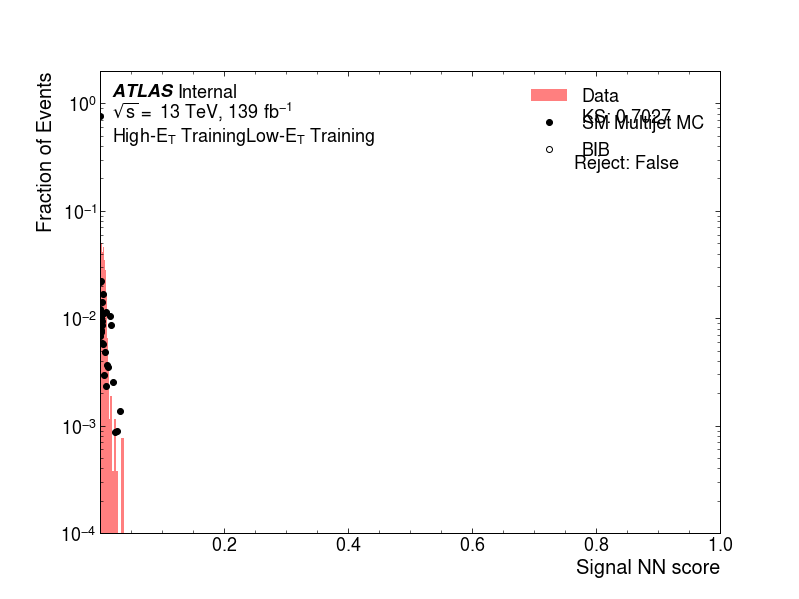 ATLAS Internal
√s = 13 TeV, 139 fb⁻¹
High-E_T TrainingLow-E_T Training
Data
KS: 0.7027
SM Multijet MC
BIB
Reject: False
Fraction of Events
10⁰
10⁻¹
10⁻²
10⁻³
10⁻⁴
0.2 0.4 0.6 0.8 1.0
Signal NN score